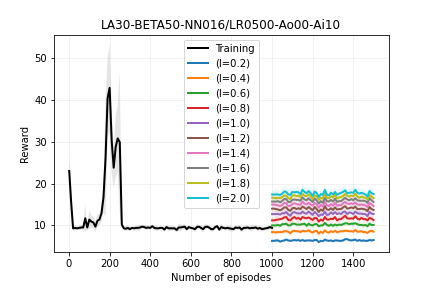 LA30-BETA50-NN016/LR0500-Ao00-Ai10
Reward
50
40
30
20
10
Training
(l=0.2)
(l=0.4)
(l=0.6)
(l=0.8)
(l=1.0)
(l=1.2)
(l=1.4)
(l=1.6)
(l=1.8)
(l=2.0)
0 200 400 600 800 1000 1200 1400
Number of episodes